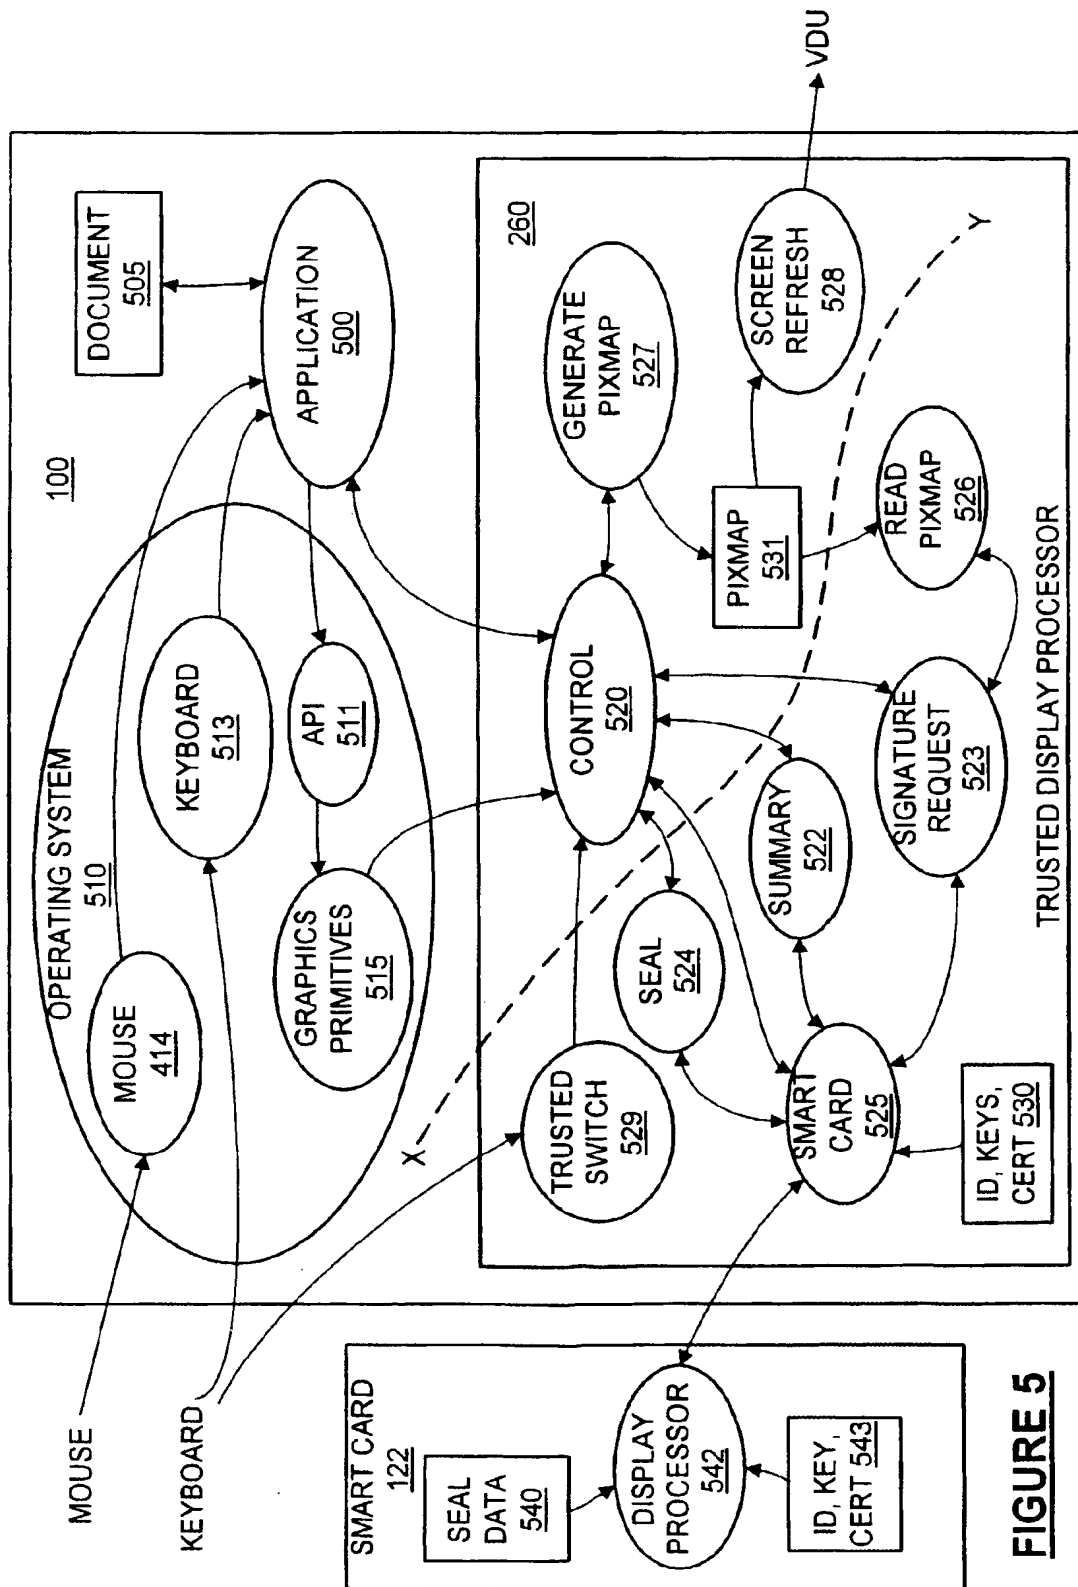 MOUSE
KEYBOARD
OPERATING SYSTEM
510
MOUSE
414
KEYBOARD
513
GRAPHICS
PRIMITIVES
515
API
511
100
DOCUMENT
505
APPLICATION
500
SMART CARD
122
SEAL
DATA
540
DISPLAY
PROCESSOR
542
ID, KEY,
CERT 543
X
TRUSTED
SWITCH
529
CONTROL
520
GENERATE
PIXMAP
527
260
SEAL
524
SUMMARY
522
PIXMAP
531
SCREEN
REFRESH
528
VDU
SMART
CARD
525
SIGNATURE
REQUEST
523
READ
PIXMAP
526
Y
ID, KEYS,
CERT 530
TRUSTED DISPLAY PROCESSOR
FIGURE 5